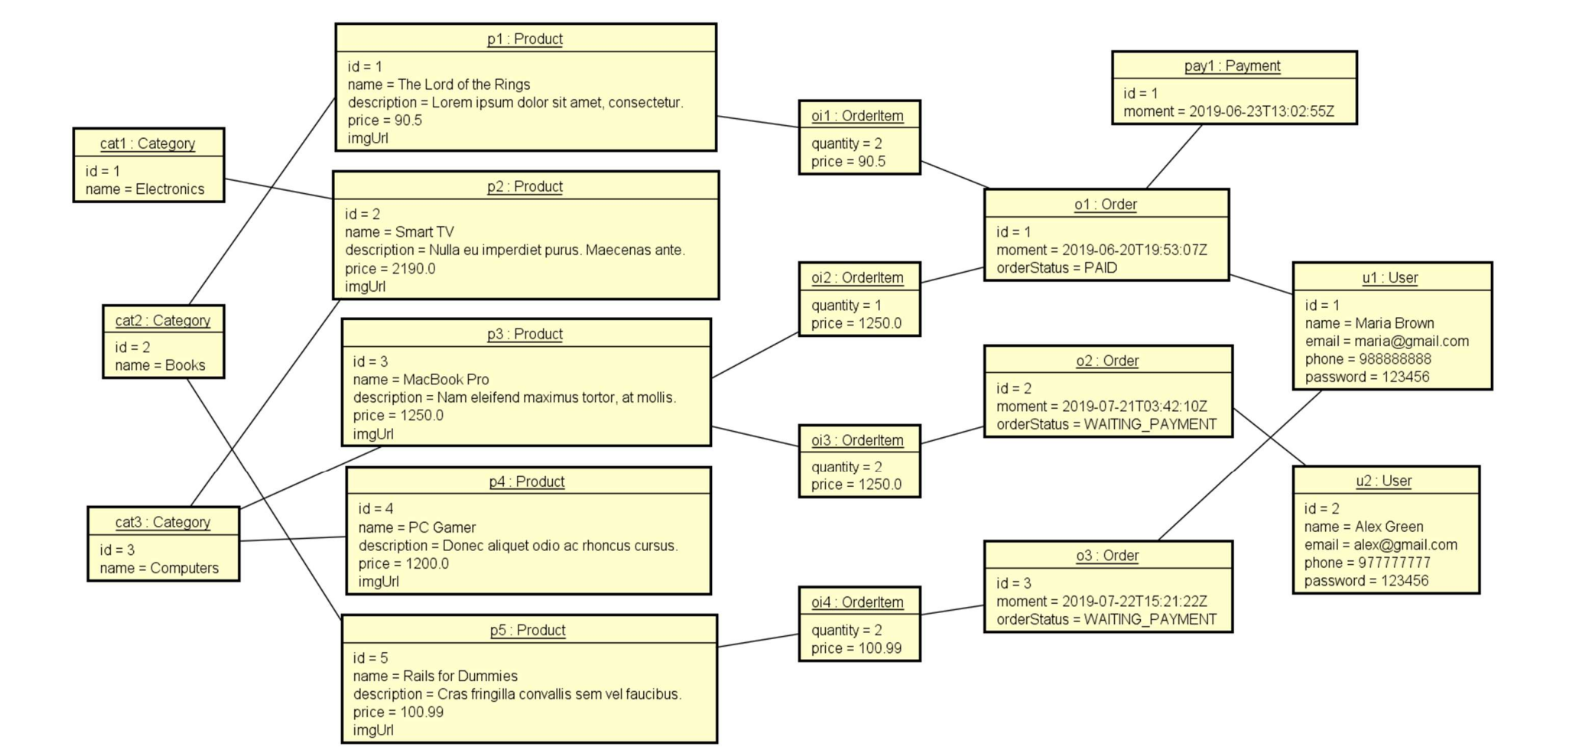 p1 : Product
id = 1
name = The Lord of the Rings
description = Lorem ipsum dolor sit amet, consectetur.
price = 90.5
imgUrl
pay1 : Payment
id = 1
moment = 2019-06-23T13:02:55Z
oi1 : OrderItem
quantity = 2
price = 90.5
cat1 : Category
id = 1
name = Electronics
p2 : Product
id = 2
name = Smart TV
description = Nulla eu imperdiet purus. Maecenas ante.
price = 2190.0
imgUrl
o1 : Order
id = 1
moment = 2019-06-20T19:53:07Z
orderStatus = PAID
oi2 : OrderItem
quantity = 1
price = 1250.0
u1 : User
id = 1
name = Maria Brown
email = maria@gmail.com
phone = 988888888
password = 123456
cat2 : Category
id = 2
name = Books
p3 : Product
id = 3
name = MacBook Pro
description = Nam eleifend maximus tortor, at mollis.
price = 1250.0
imgUrl
o2 : Order
id = 2
moment = 2019-07-21T03:42:10Z
orderStatus = WAITING_PAYMENT
oi3 : OrderItem
quantity = 2
price = 1250.0
p4 : Product
id = 4
name = PC Gamer
description = Donec aliquet odio ac rhoncus cursus.
price = 1200.0
imgUrl
u2 : User
id = 2
name = Alex Green
email = alex@gmail.com
phone = 977777777
password = 123456
cat3 : Category
id = 3
name = Computers
o3 : Order
id = 3
moment = 2019-07-22T15:21:22Z
orderStatus = WAITING_PAYMENT
oi4 : OrderItem
quantity = 2
price = 100.99
p5 : Product
id = 5
name = Rails for Dummies
description = Cras fringilla convallis sem vel faucibus.
price = 100.99
imgUrl